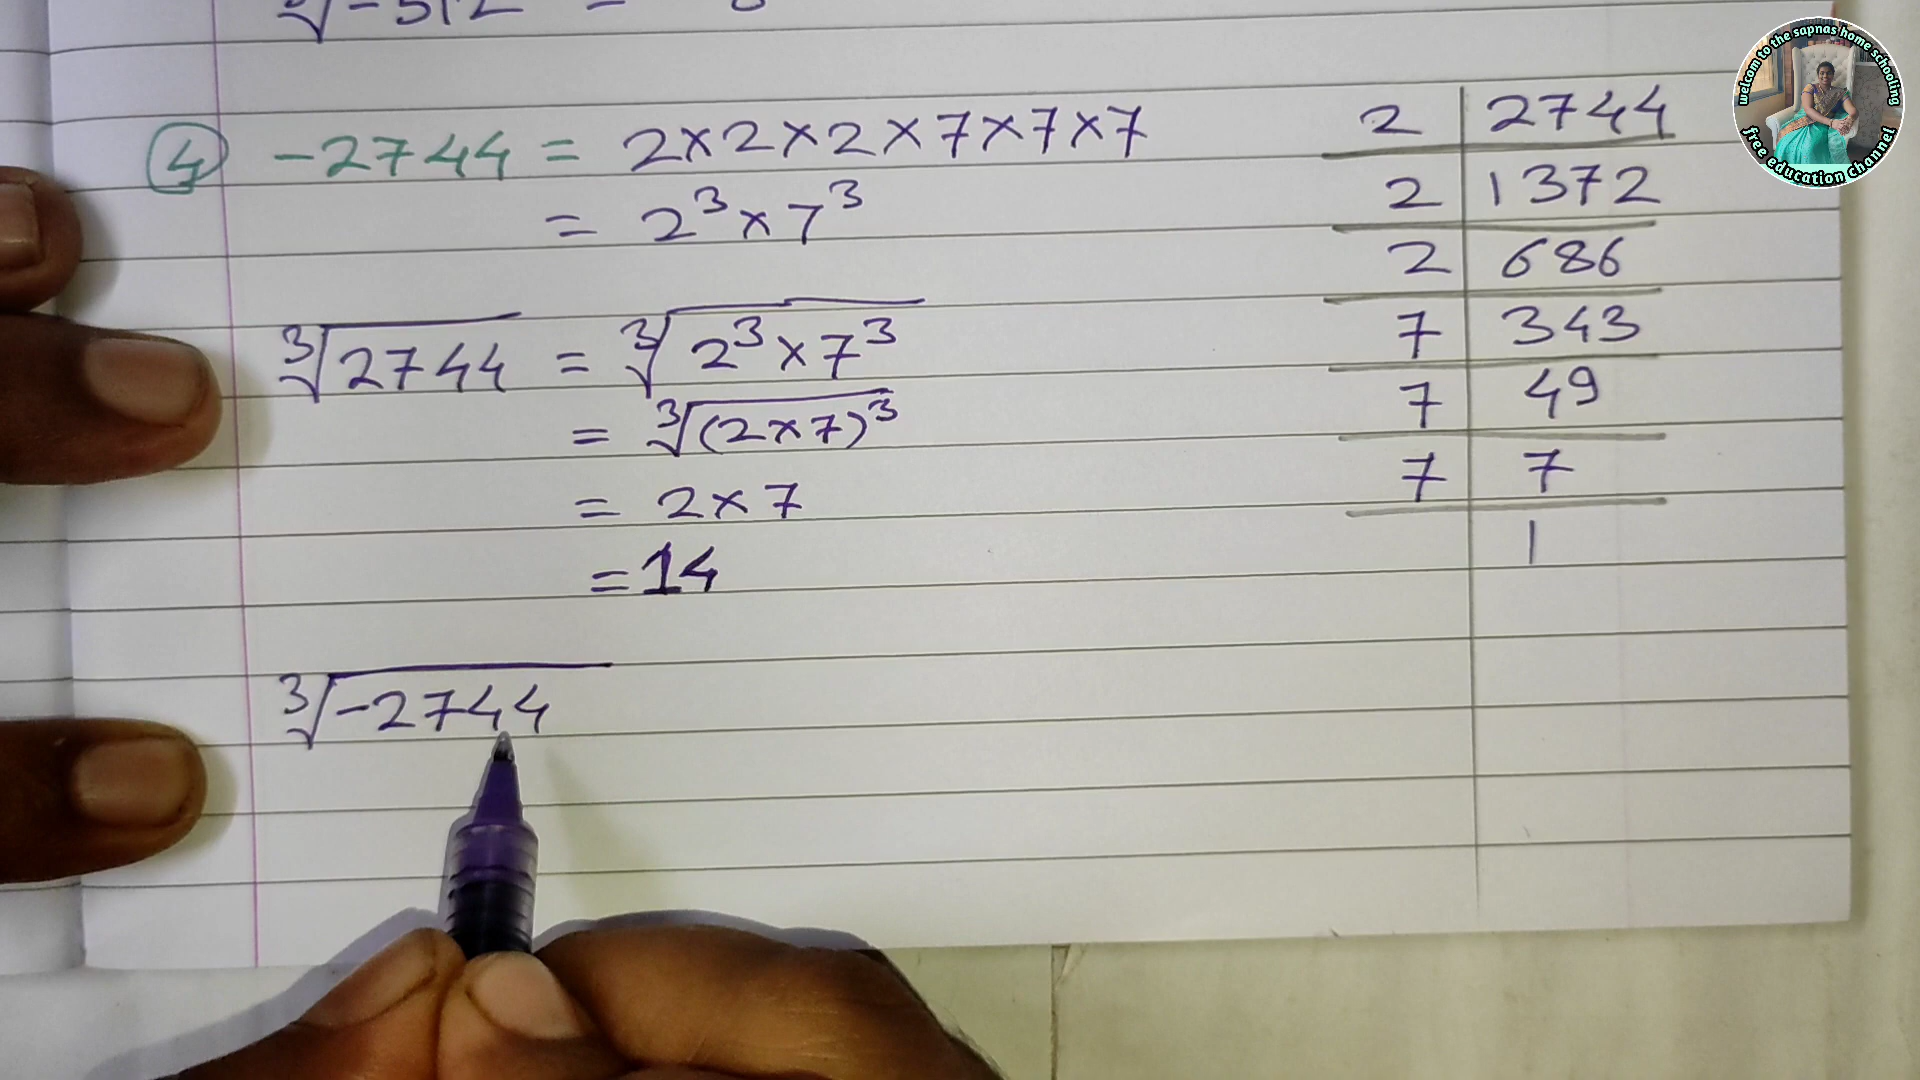 ∛-512 =
④ -2744 = 2×2×2×7×7×7
= 2³×7³
∛2744 = ∛2³×7³
= ∛(2×7)³
= 2×7
= 14
∛-2744
2 | 2744
2 | 1372
2 | 686
7 | 343
7 | 49
7 | 7
1
welcom to the sapnas home schooling
free education channel